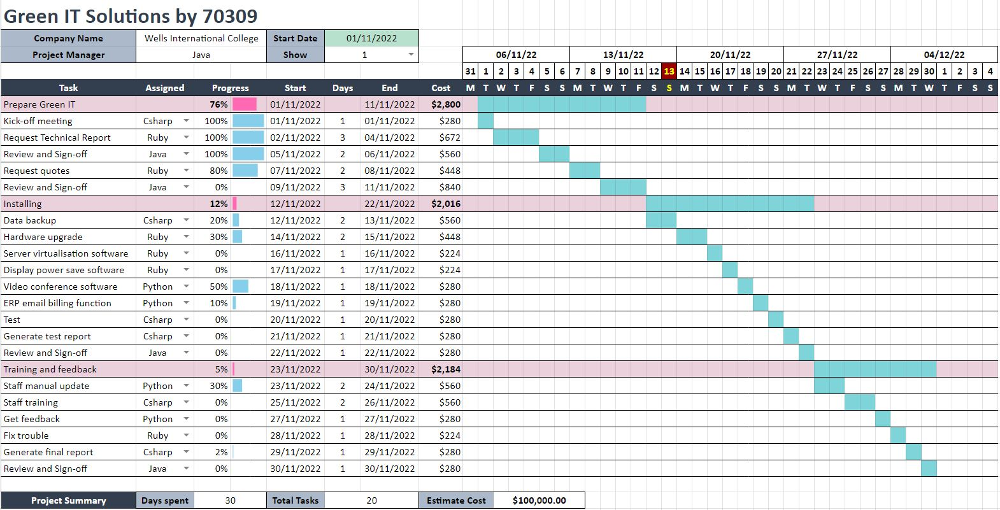 Green IT Solutions by 70309
Company Name Wells International College Start Date 01/11/2022
Project Manager Java Show 1 06/11/22 13/11/22 20/11/22 27/11/22 04/12/22
31 1 2 3 4 5 6 7 8 9 10 11 12 13 14 15 16 17 18 19 20 21 22 23 24 25 26 27 28 29 30 1 2 3 4
Task Assigned Progress Start Days End Cost M T W T F S S M T W T F S S M T W T F S S M T W T F S S M T W T F S S
Prepare Green IT 76% 01/11/2022 11/11/2022 $2,800
Kick-off meeting Csharp 100% 01/11/2022 1 01/11/2022 $280
Request Technical Report Ruby 100% 02/11/2022 3 04/11/2022 $672
Review and Sign-off Java 100% 05/11/2022 2 06/11/2022 $560
Request quotes Ruby 80% 07/11/2022 2 08/11/2022 $448
Review and Sign-off Java 0% 09/11/2022 3 11/11/2022 $840
Installing 12% 12/11/2022 22/11/2022 $2,016
Data backup Csharp 20% 12/11/2022 2 13/11/2022 $560
Hardware upgrade Ruby 30% 14/11/2022 2 15/11/2022 $448
Server virtualisation software Ruby 0% 16/11/2022 1 16/11/2022 $224
Display power save software Ruby 0% 17/11/2022 1 17/11/2022 $224
Video conference software Python 50% 18/11/2022 1 18/11/2022 $280
ERP email billing function Python 10% 19/11/2022 1 19/11/2022 $280
Test Csharp 0% 20/11/2022 1 20/11/2022 $280
Generate test report Csharp 0% 21/11/2022 1 21/11/2022 $280
Review and Sign-off Java 0% 22/11/2022 1 22/11/2022 $280
Training and feedback 5% 23/11/2022 30/11/2022 $2,184
Staff manual update Python 30% 23/11/2022 2 24/11/2022 $560
Staff training Csharp 0% 25/11/2022 2 26/11/2022 $560
Get feedback Python 0% 27/11/2022 1 27/11/2022 $280
Fix trouble Ruby 0% 28/11/2022 1 28/11/2022 $224
Generate final report Csharp 2% 29/11/2022 1 29/11/2022 $280
Review and Sign-off Java 0% 30/11/2022 1 30/11/2022 $280
Project Summary Days spent 30 Total Tasks 20 Estimate Cost $100,000.00